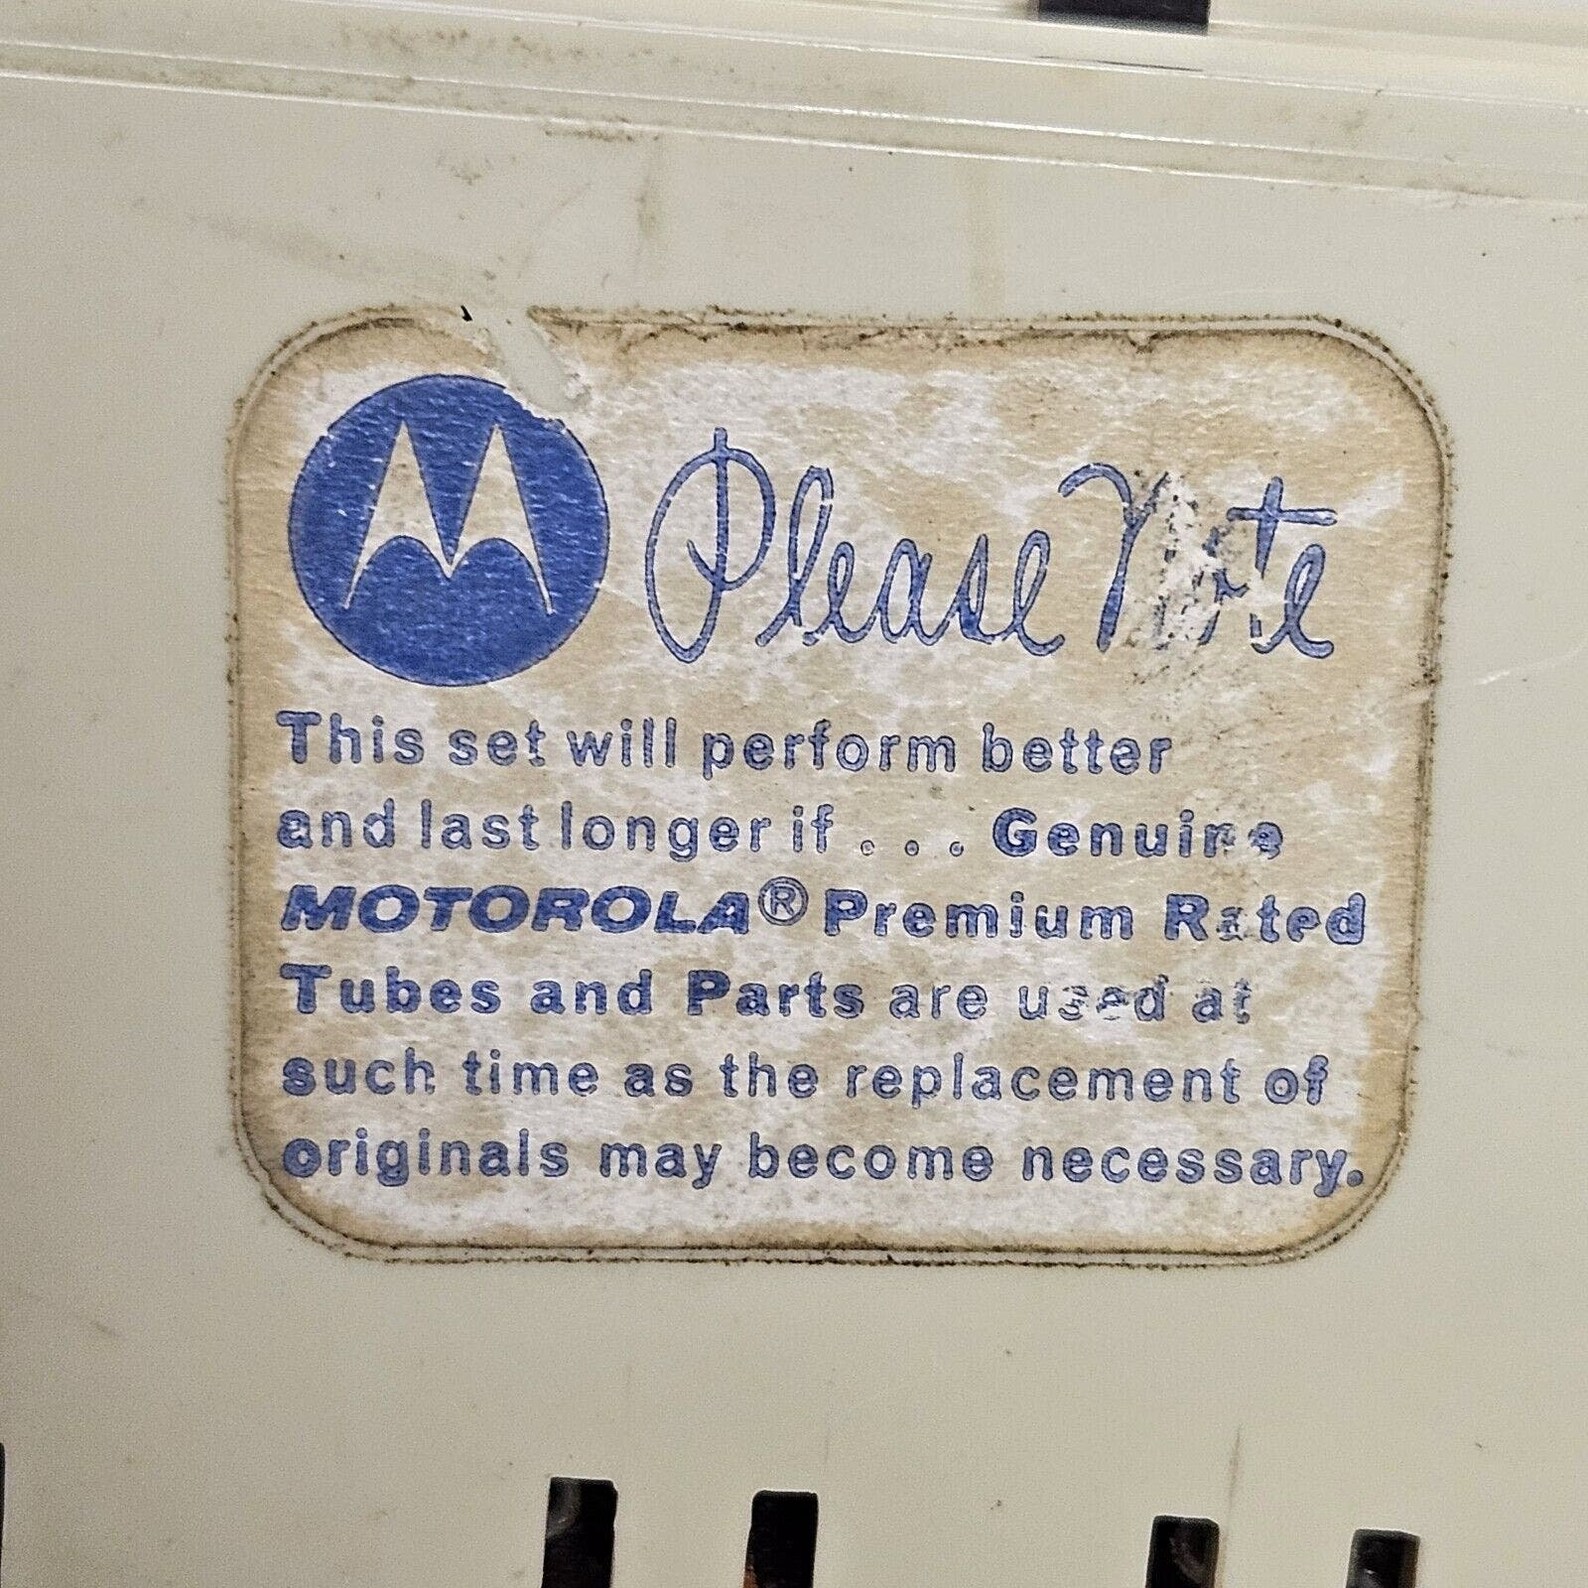 Please Note
This set will perform better
and last longer if . . . Genuine
MOTOROLA® Premium Rated
Tubes and Parts are used at
such time as the replacement of
originals may become necessary.